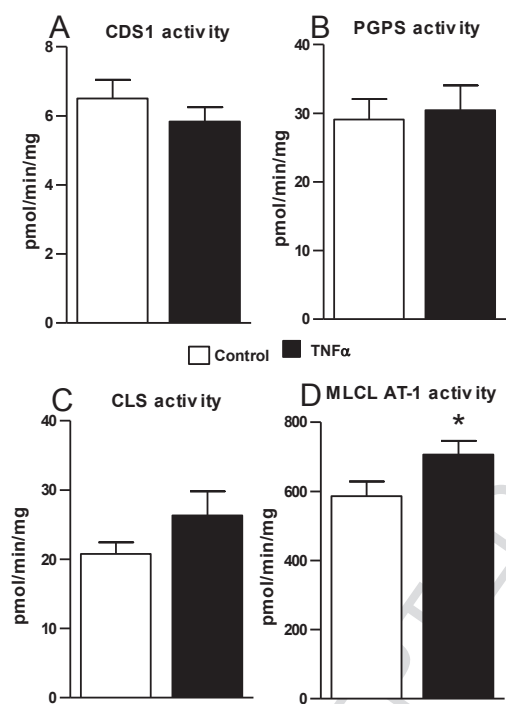 A
CDS1 activity
pmol/min/mg
8
6
4
2
0
B
PGPS activity
pmol/min/mg
40
30
20
10
0
Control
TNFα
C
CLS activity
pmol/min/mg
40
30
20
10
0
D
MLCL AT-1 activity
pmol/min/mg
800
600
400
200
0
*